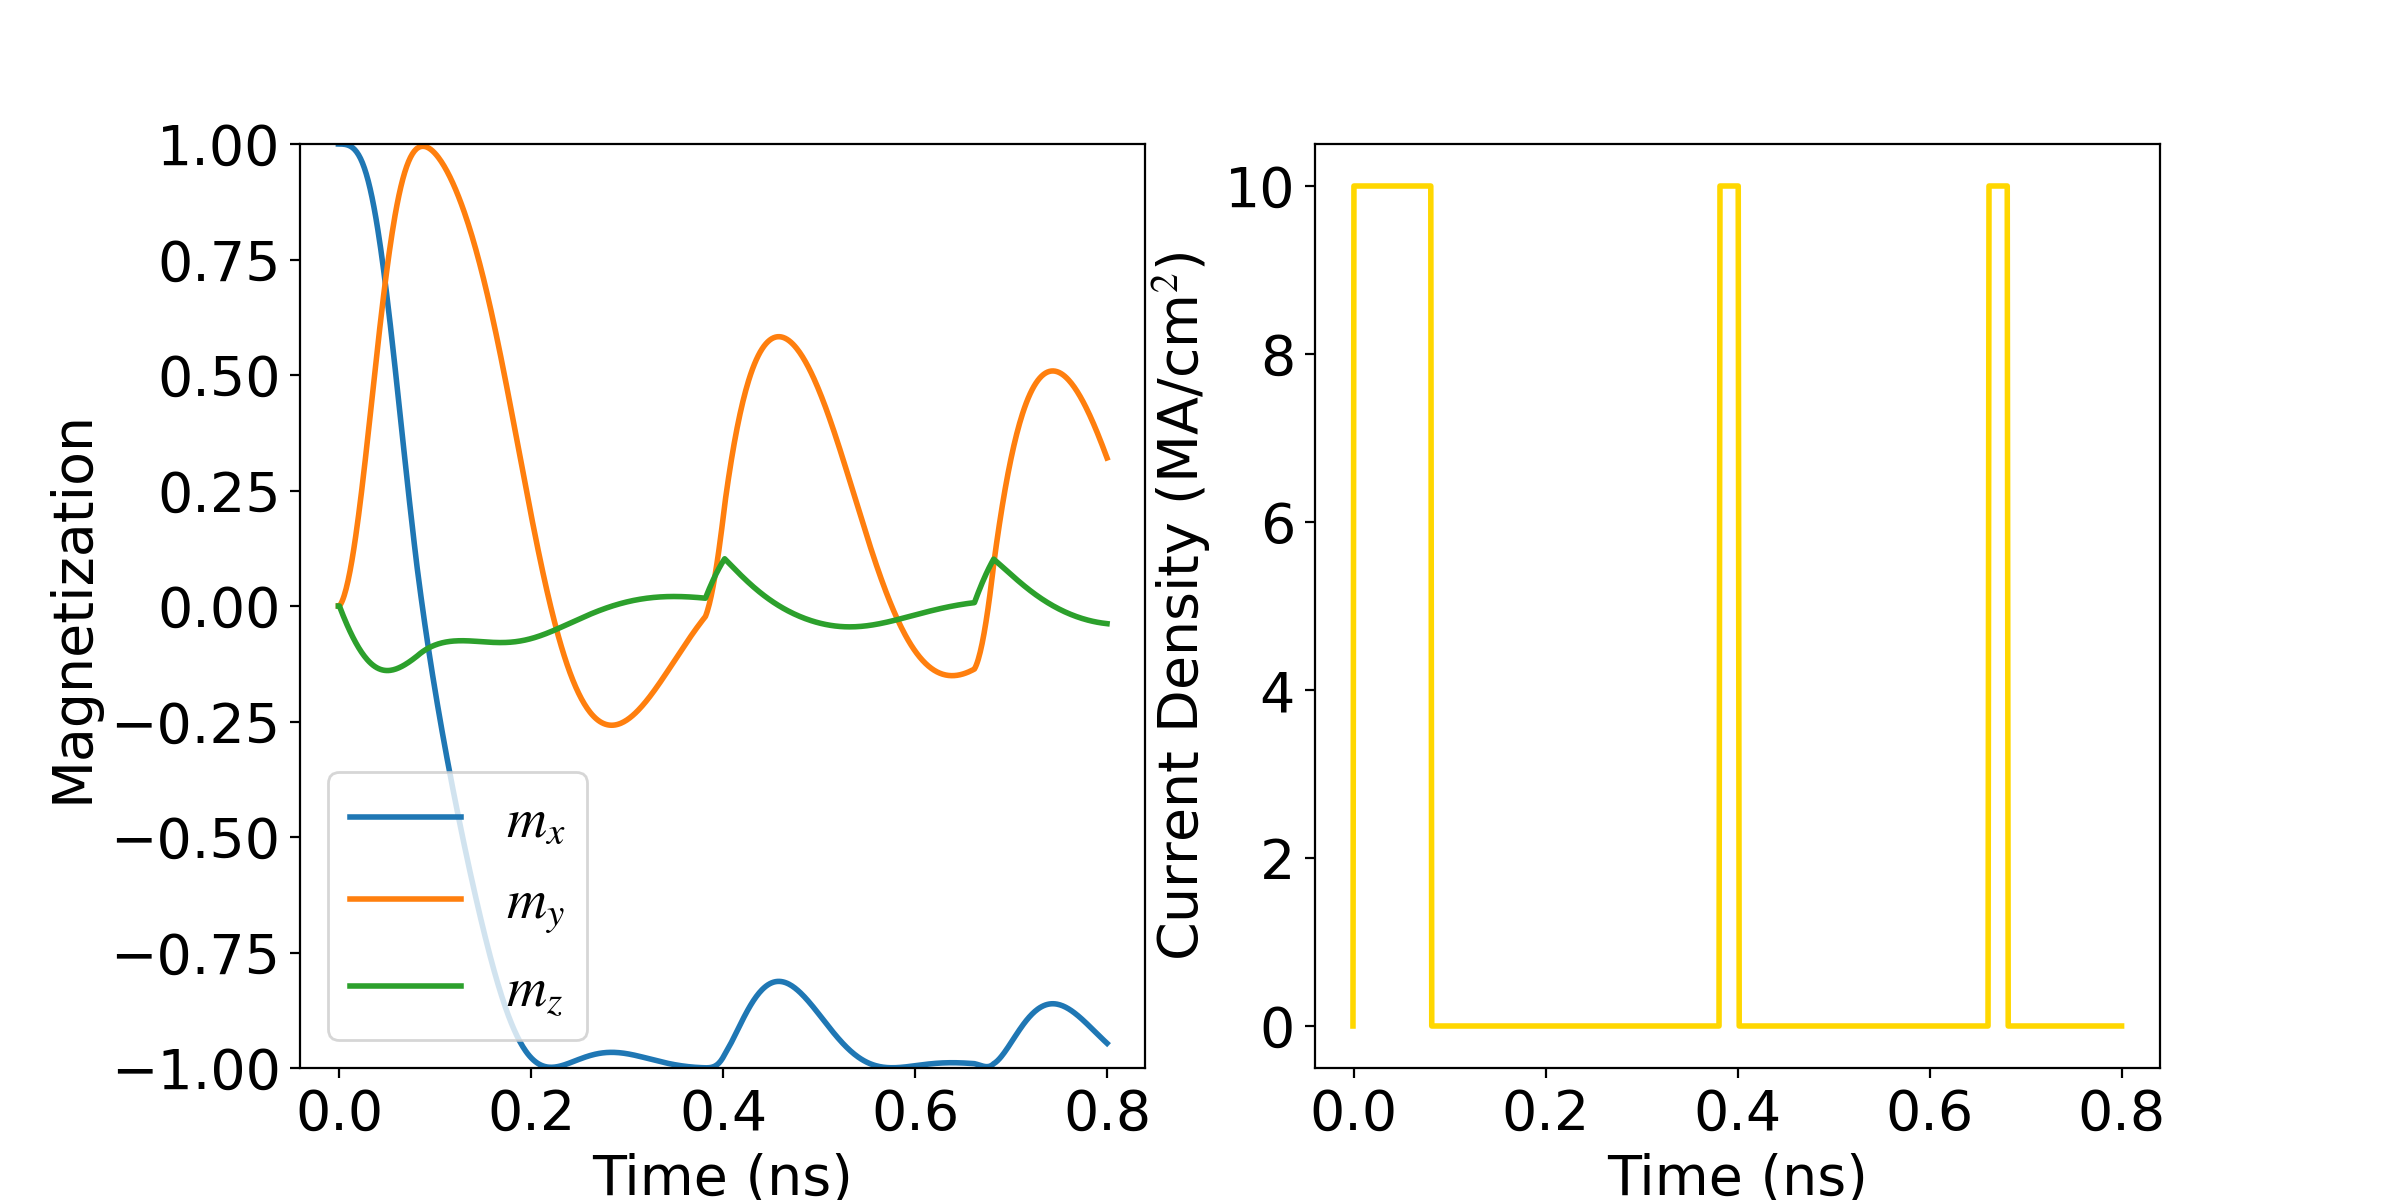 Magnetization
1.00
0.75
0.50
0.25
0.00
−0.25
−0.50
−0.75
−1.00
m_x
m_y
m_z
0.0 0.2 0.4 0.6 0.8
Time (ns)
Current Density (MA/cm²)
10
8
6
4
2
0
0.0 0.2 0.4 0.6 0.8
Time (ns)